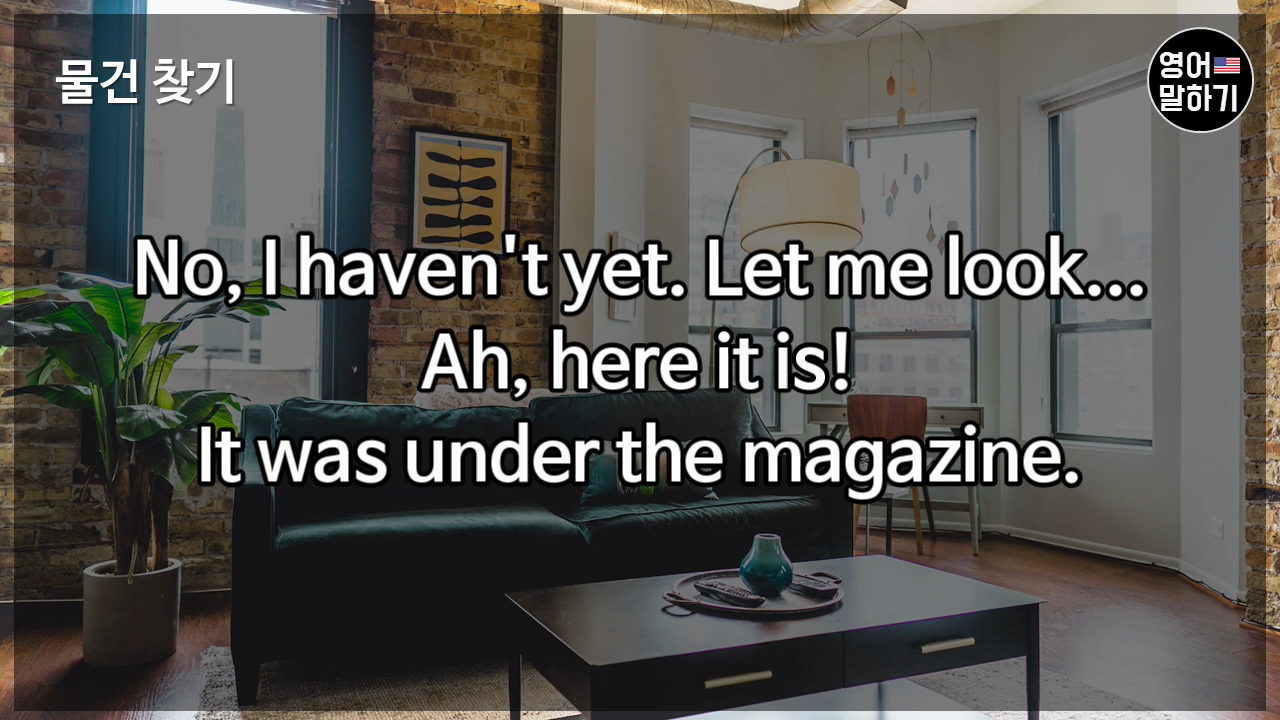 물건 찾기
영어
말하기
No, I haven't yet. Let me look...
Ah, here it is!
It was under the magazine.